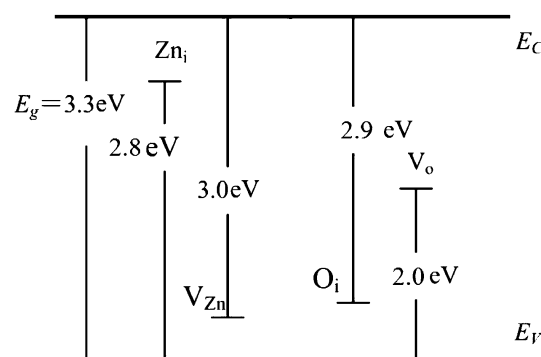 E_C
Zn_i
E_g=3.3eV
2.8 eV
2.9 eV
V_o
3.0eV
V_Zn
O_i
2.0 eV
E_V